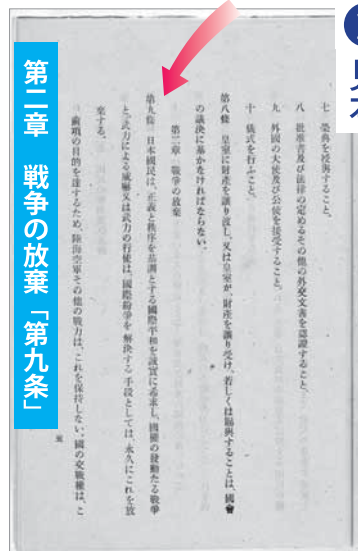 第二章　戦争の放棄「第九条」
七　榮典を授與すること。
八　批准書及び法律の定めるその他の外交文書を認證すること。
九　外國の大使及び公使を接受すること。
十　儀式を行ふこと。
第八條　皇室に財産を讓り渡し、又は皇室が、財産を讓り受け、若しくは賜與することは、國會
の議決に基かなければならない。
第二章　戰爭の放棄
第九條　日本國民は、正義と秩序を基調とする國際平和を誠實に希求し、國權の發動たる戰爭
と、武力による威嚇又は武力の行使は、國際紛爭を解決する手段としては、永久にこれを放
棄する。
前項の目的を達するため、陸海空軍その他の戰力は、これを保持しない。國の交戰權は、こ